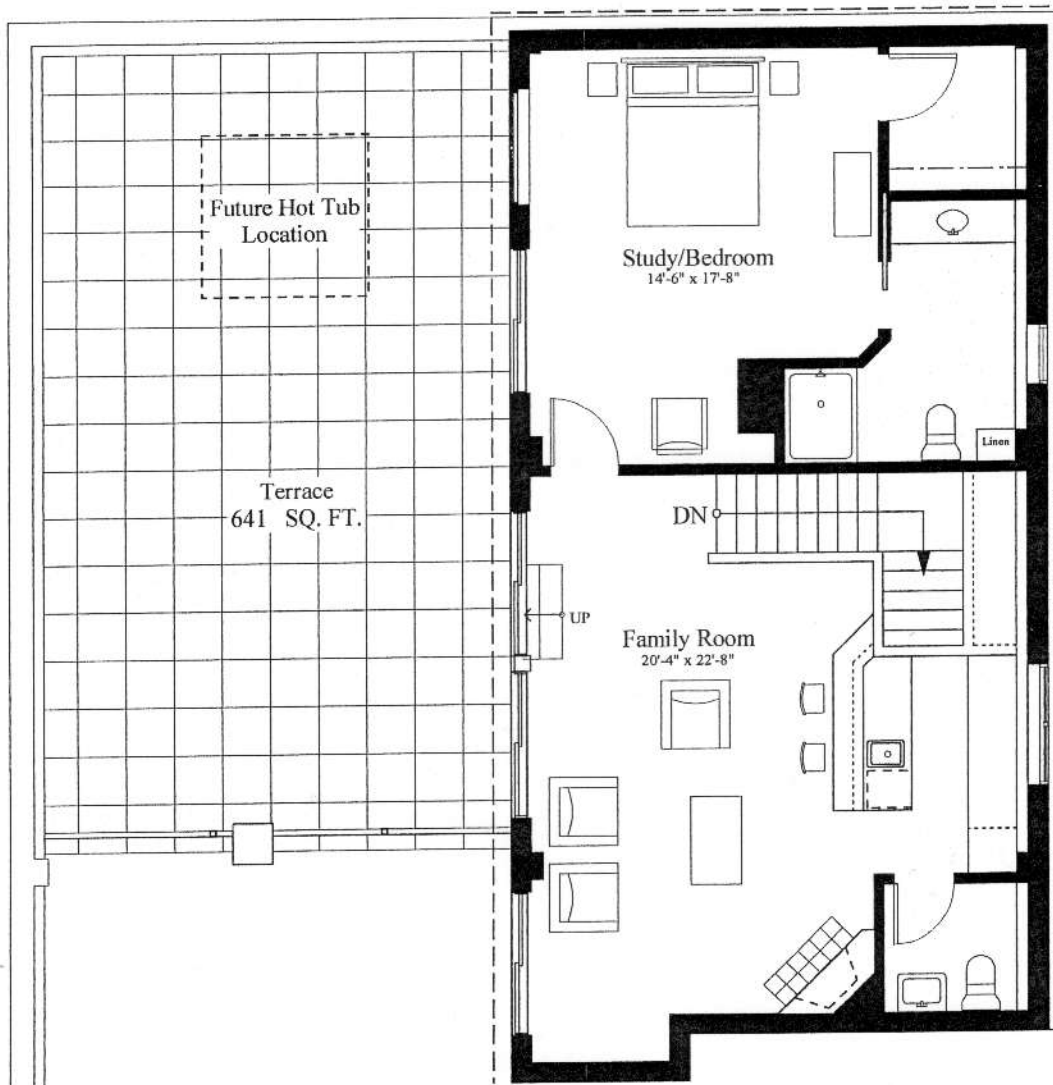 Future Hot Tub
Location
Study/Bedroom
14'-6" x 17'-8"
Linen
Terrace
641 SQ. FT.
DN
UP
Family Room
20'-4" x 22'-8"